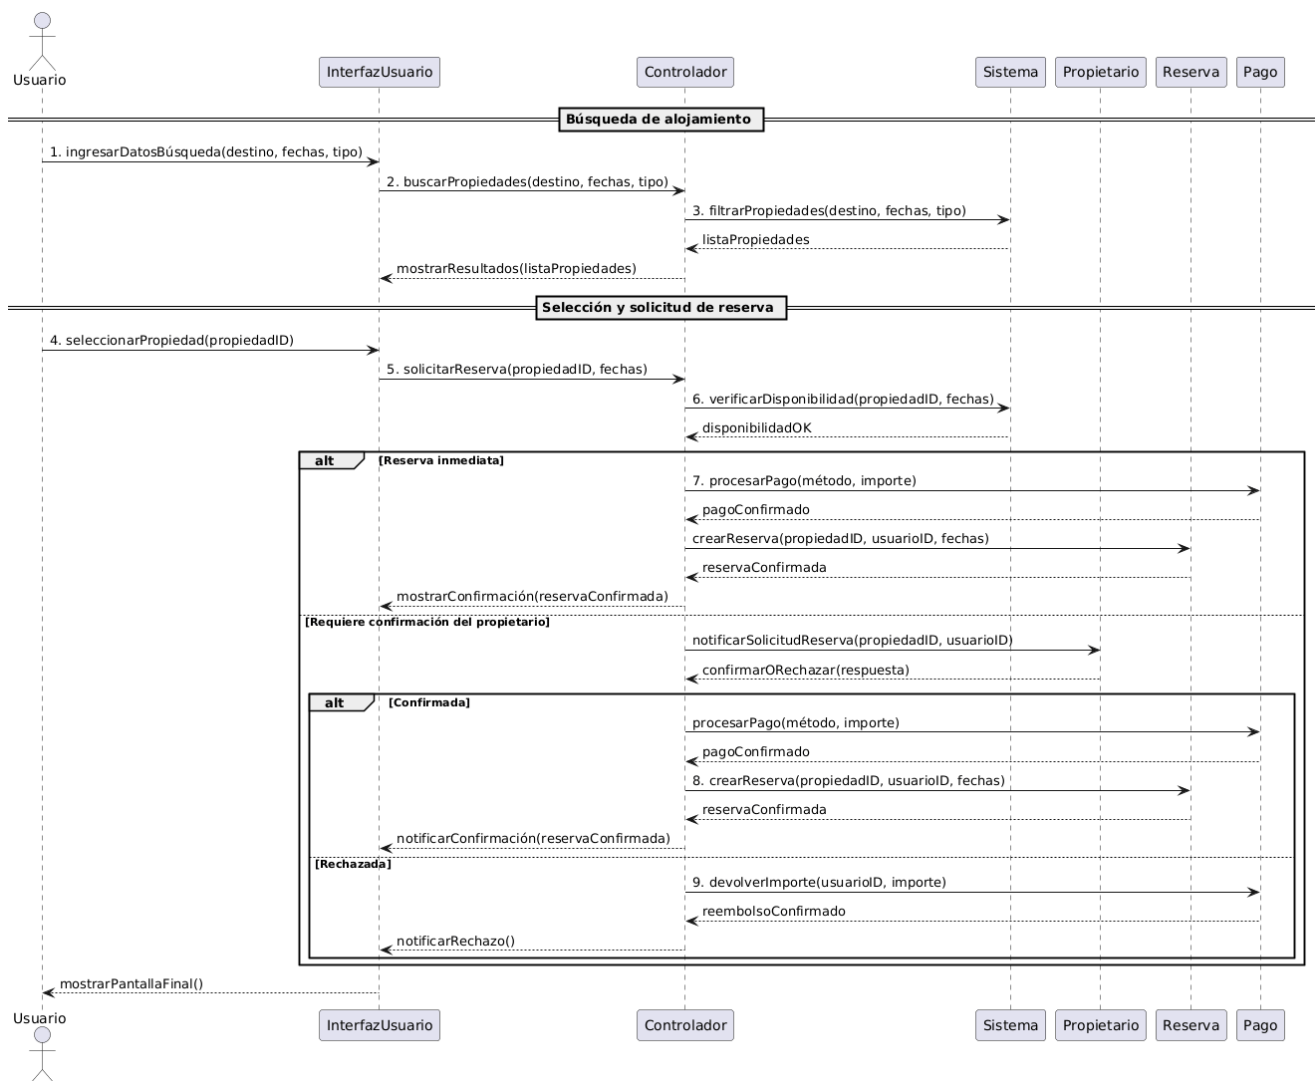 Usuario
InterfazUsuario
Controlador
Sistema
Propietario
Reserva
Pago
Búsqueda de alojamiento
1. ingresarDatosBúsqueda(destino, fechas, tipo)
2. buscarPropiedades(destino, fechas, tipo)
3. filtrarPropiedades(destino, fechas, tipo)
listaPropiedades
mostrarResultados(listaPropiedades)
Selección y solicitud de reserva
4. seleccionarPropiedad(propiedadID)
5. solicitarReserva(propiedadID, fechas)
6. verificarDisponibilidad(propiedadID, fechas)
disponibilidadOK
alt [Reserva inmediata]
7. procesarPago(método, importe)
pagoConfirmado
crearReserva(propiedadID, usuarioID, fechas)
reservaConfirmada
mostrarConfirmación(reservaConfirmada)
[Requiere confirmación del propietario]
notificarSolicitudReserva(propiedadID, usuarioID)
confirmarORechazar(respuesta)
alt [Confirmada]
procesarPago(método, importe)
pagoConfirmado
8. crearReserva(propiedadID, usuarioID, fechas)
reservaConfirmada
notificarConfirmación(reservaConfirmada)
[Rechazada]
9. devolverImporte(usuarioID, importe)
reembolsoConfirmado
notificarRechazo()
mostrarPantallaFinal()
Usuario
InterfazUsuario
Controlador
Sistema
Propietario
Reserva
Pago